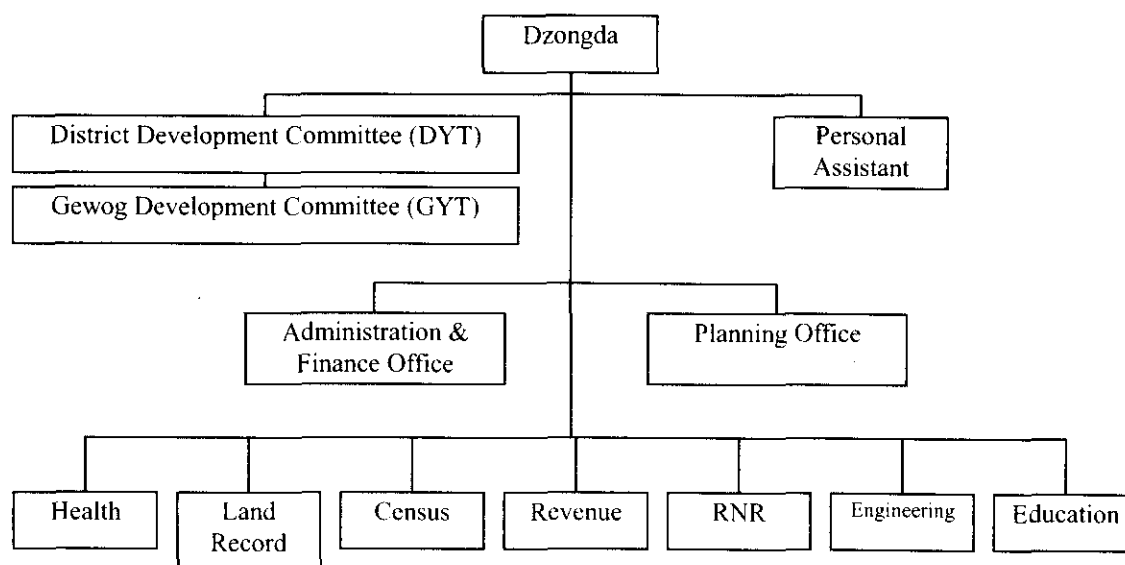 Dzongda
District Development Committee (DYT)
Personal
Assistant
Gewog Development Committee (GYT)
Administration &
Finance Office
Planning Office
Health
Land
Record
Census
Revenue
RNR
Engineering
Education